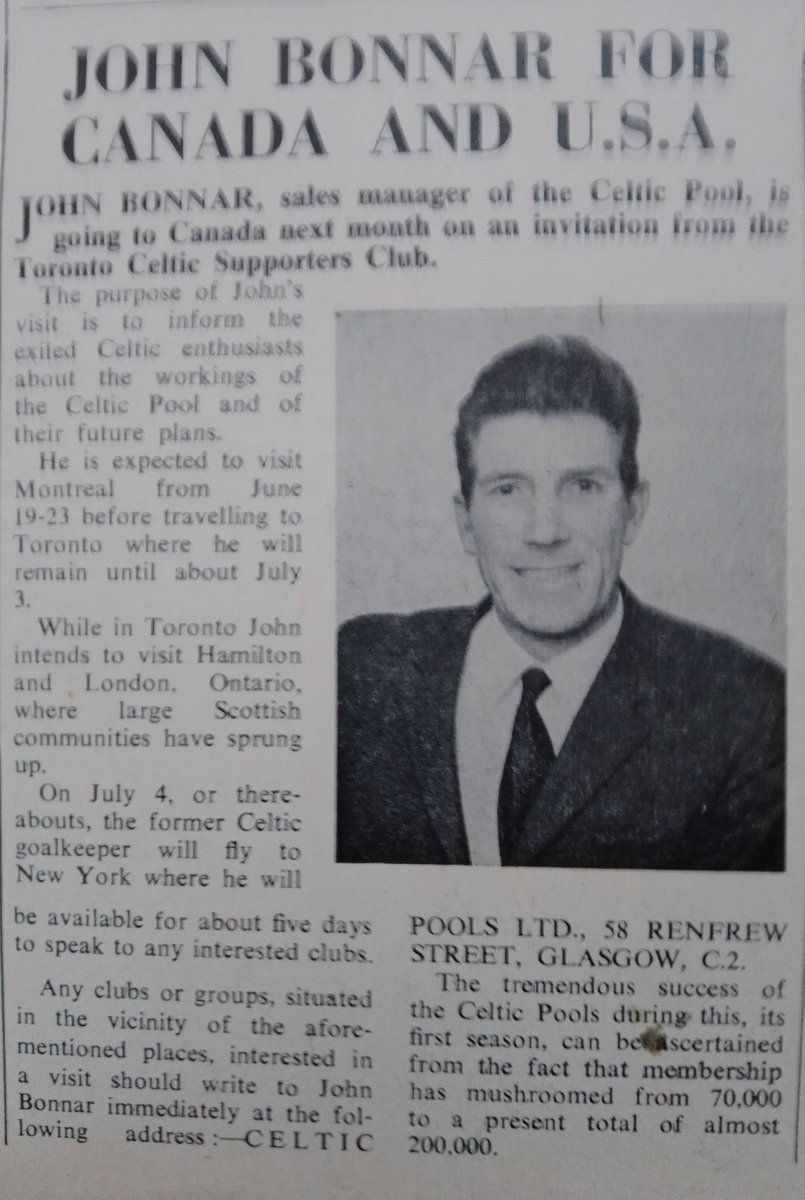 JOHN BONNAR FOR
CANADA AND U.S.A.
JOHN BONNAR, sales manager of the Celtic Pool, is
going to Canada next month on an invitation from the
Toronto Celtic Supporters Club.
The purpose of John's
visit is to inform the
exiled Celtic enthusiasts
about the workings of
the Celtic Pool and of
their future plans.
He is expected to visit
Montreal from June
19-23 before travelling to
Toronto where he will
remain until about July
3.
While in Toronto John
intends to visit Hamilton
and London, Ontario,
where large Scottish
communities have sprung
up.
On July 4, or there-
abouts, the former Celtic
goalkeeper will fly to
New York where he will
be available for about five days
to speak to any interested clubs.
Any clubs or groups, situated
in the vicinity of the afore-
mentioned places, interested in
a visit should write to John
Bonnar immediately at the fol-
lowing address :—CELTIC
POOLS LTD., 58 RENFREW
STREET, GLASGOW, C.2.
The tremendous success of
the Celtic Pools during this, its
first season, can be ascertained
from the fact that membership
has mushroomed from 70,000
to a present total of almost
200,000.